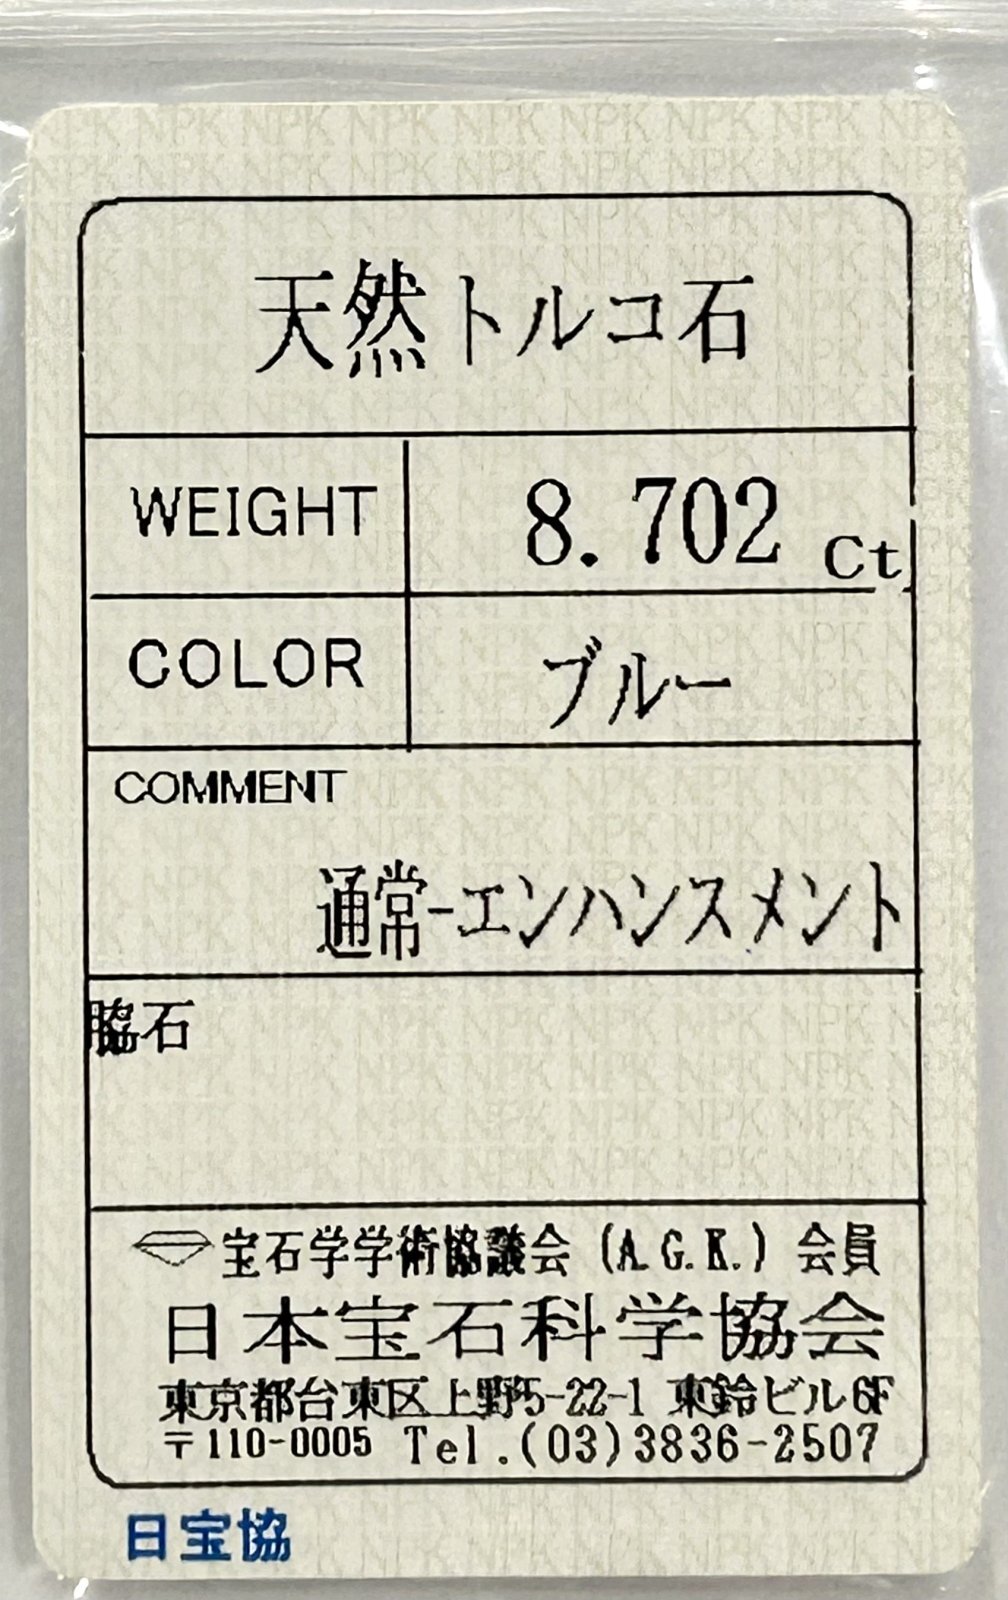 天然トルコ石
WEIGHT 8.702 Ct
COLOR ブルー
COMMENT
通常-エンハンスメント
脇石
宝石学学術協議会 (A.G.K.) 会員
日本宝石科学協会
東京都台東区上野5-22-1 東鈴ビル6F
〒110-0005 Tel.(03)3836-2507
日宝協